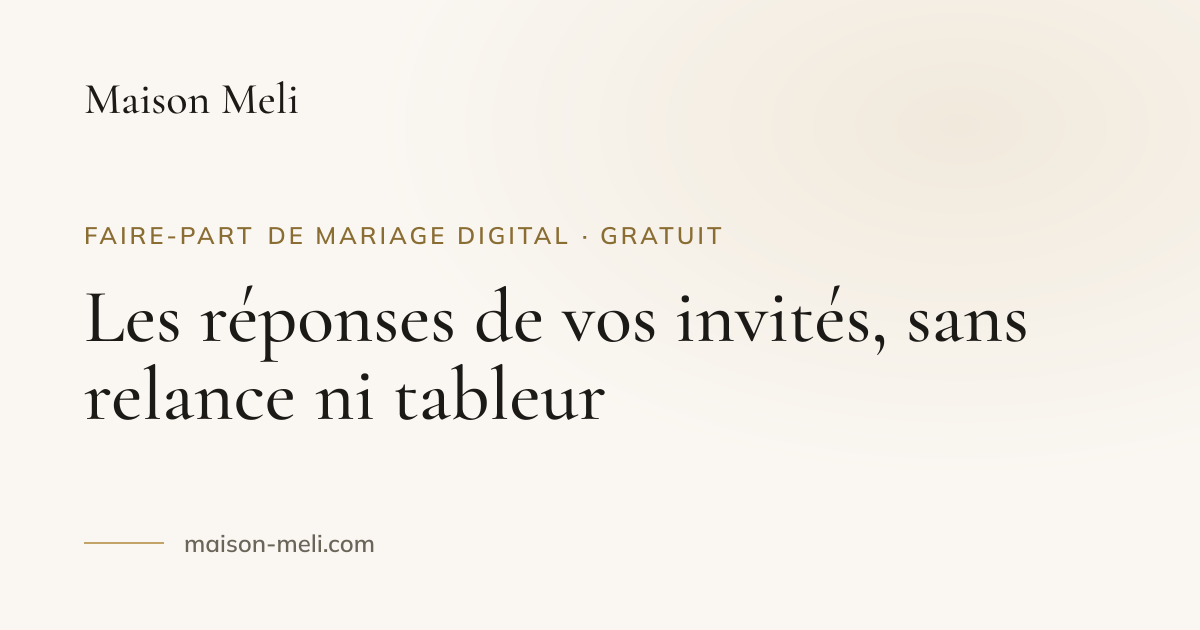 Maison Meli
FAIRE-PART DE MARIAGE DIGITAL · GRATUIT
Les réponses de vos invités, sans
relance ni tableur
maison-meli.com